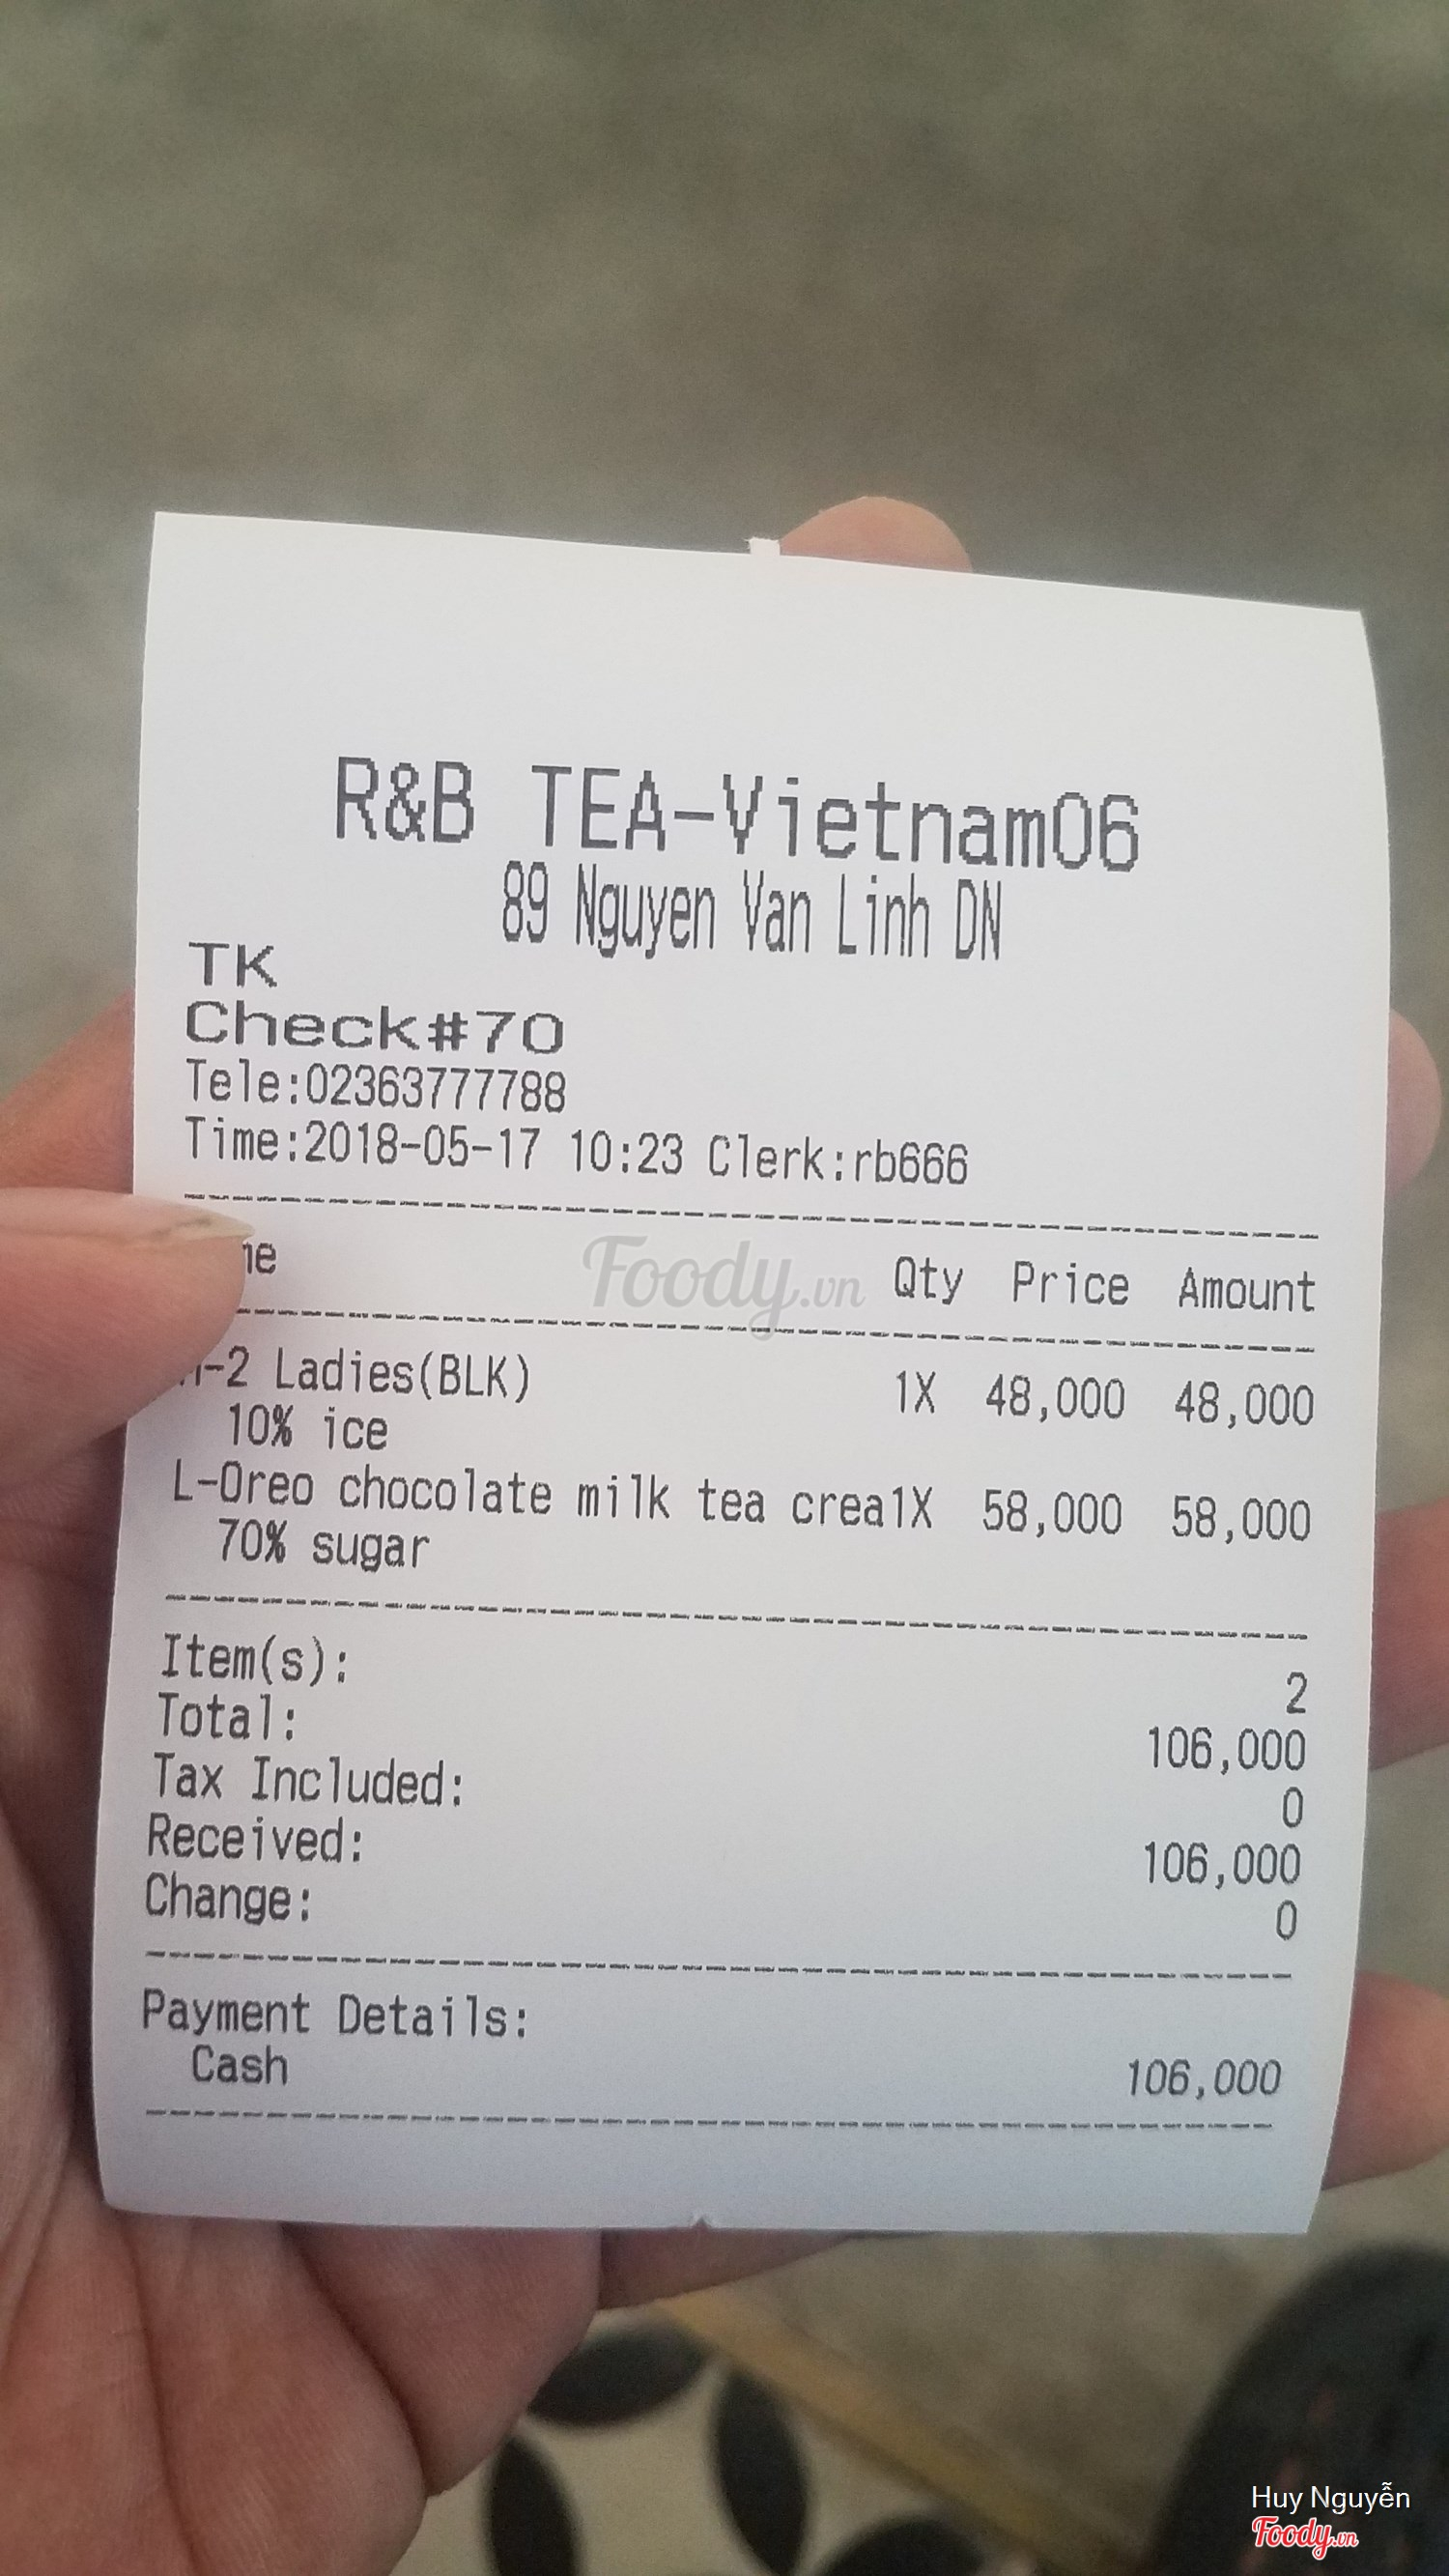 R&B TEA-Vietnam06
89 Nguyen Van Linh DN
TK
Check#70
Tele:02363777788
Time:2018-05-17 10:23 Clerk:rb666
Qty Price Amount
-2 Ladies(BLK) 1X 48,000 48,000
10% ice
L-Oreo chocolate milk tea crea1X 58,000 58,000
70% sugar
Item(s): 2
Total: 106,000
Tax Included: 0
Received: 106,000
Change: 0
Payment Details:
Cash 106,000
Foody.vn
Huy Nguyễn
Foody.vn